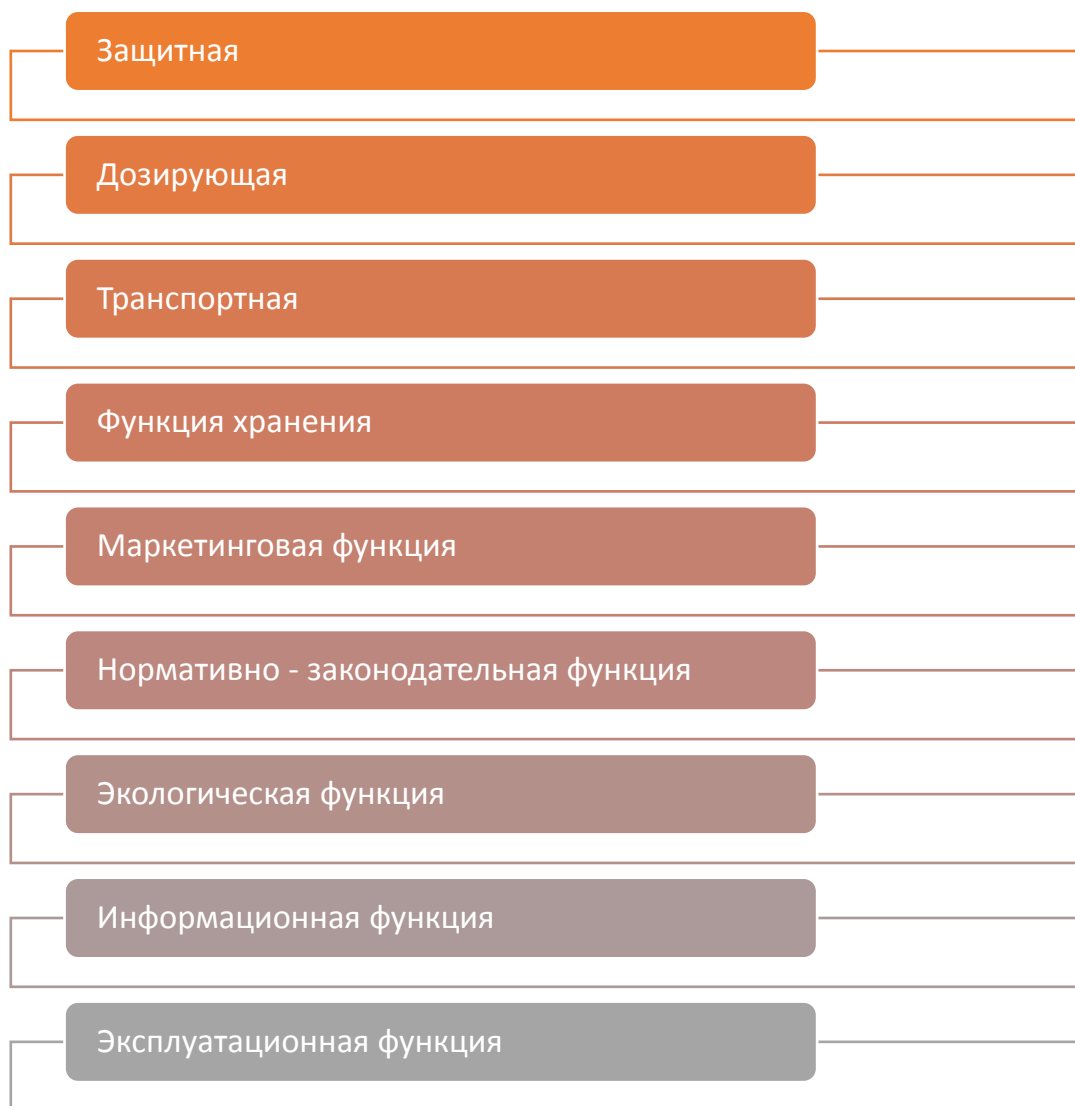 Защитная
Дозирующая
Транспортная
Функция хранения
Маркетинговая функция
Нормативно - законодательная функция
Экологическая функция
Информационная функция
Эксплуатационная функция